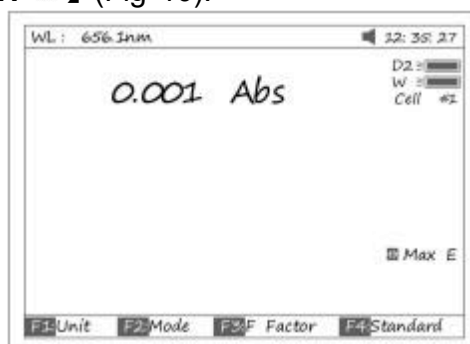 (Fig
WL: 656.1nm 12:35:27
0.001 Abs
D2
W
Cell #1
Max E
F1:Unit F2:Mode F3:F Factor F4:Standard